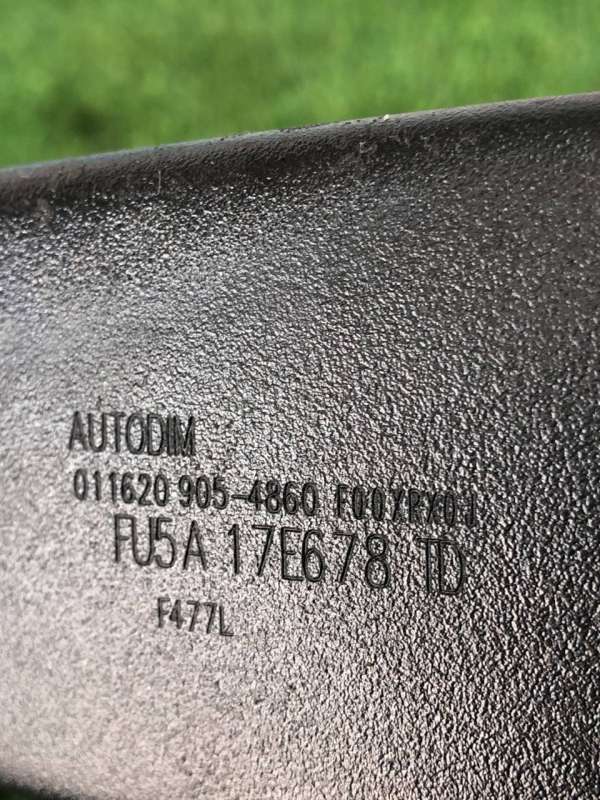 AUTODIM
011620 905-4860 F00XRX0J
FU5A 17E678 TD
F477L